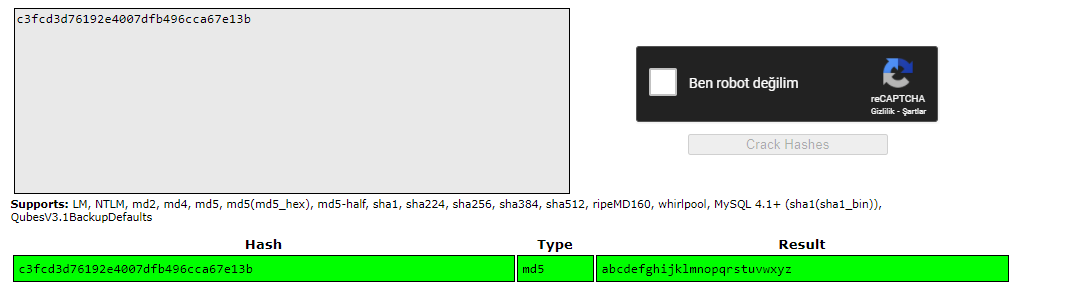 c3fcd3d76192e4007dfb496cca67e13b
Ben robot değilim
reCAPTCHA
Gizlilik - Şartlar
Crack Hashes
Supports: LM, NTLM, md2, md4, md5, md5(md5_hex), md5-half, sha1, sha224, sha256, sha384, sha512, ripeMD160, whirlpool, MySQL 4.1+ (sha1(sha1_bin)),
QubesV3.1BackupDefaults
Hash Type Result
c3fcd3d76192e4007dfb496cca67e13b md5 abcdefghijklmnopqrstuvwxyz